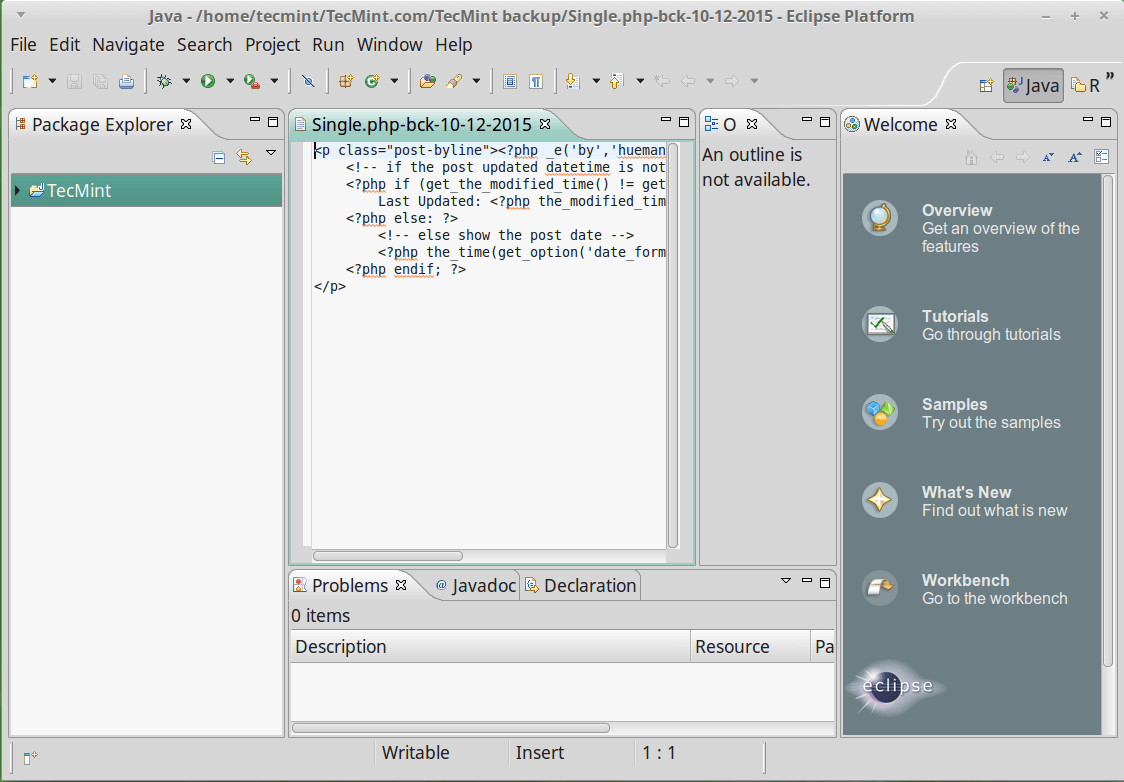 Java - /home/tecmint/TecMint.com/TecMint backup/Single.php-bck-10-12-2015 - Eclipse Platform
File Edit Navigate Search Project Run Window Help
Java R »
Package Explorer
TecMint
Single.php-bck-10-12-2015
<p class="post-byline"><?php _e('by','hueman
<!-- if the post updated datetime is not
<?php if (get_the_modified_time() != get
Last Updated: <?php the_modified_tim
<?php else: ?>
<!-- else show the post date -->
<?php the_time(get_option('date_form
<?php endif; ?>
</p>
O
An outline is
not available.
Welcome
Overview
Get an overview of the
features
Tutorials
Go through tutorials
Samples
Try out the samples
What's New
Find out what is new
Workbench
Go to the workbench
eclipse
Problems @ Javadoc Declaration
0 items
Description Resource Pa
Writable Insert 1 : 1